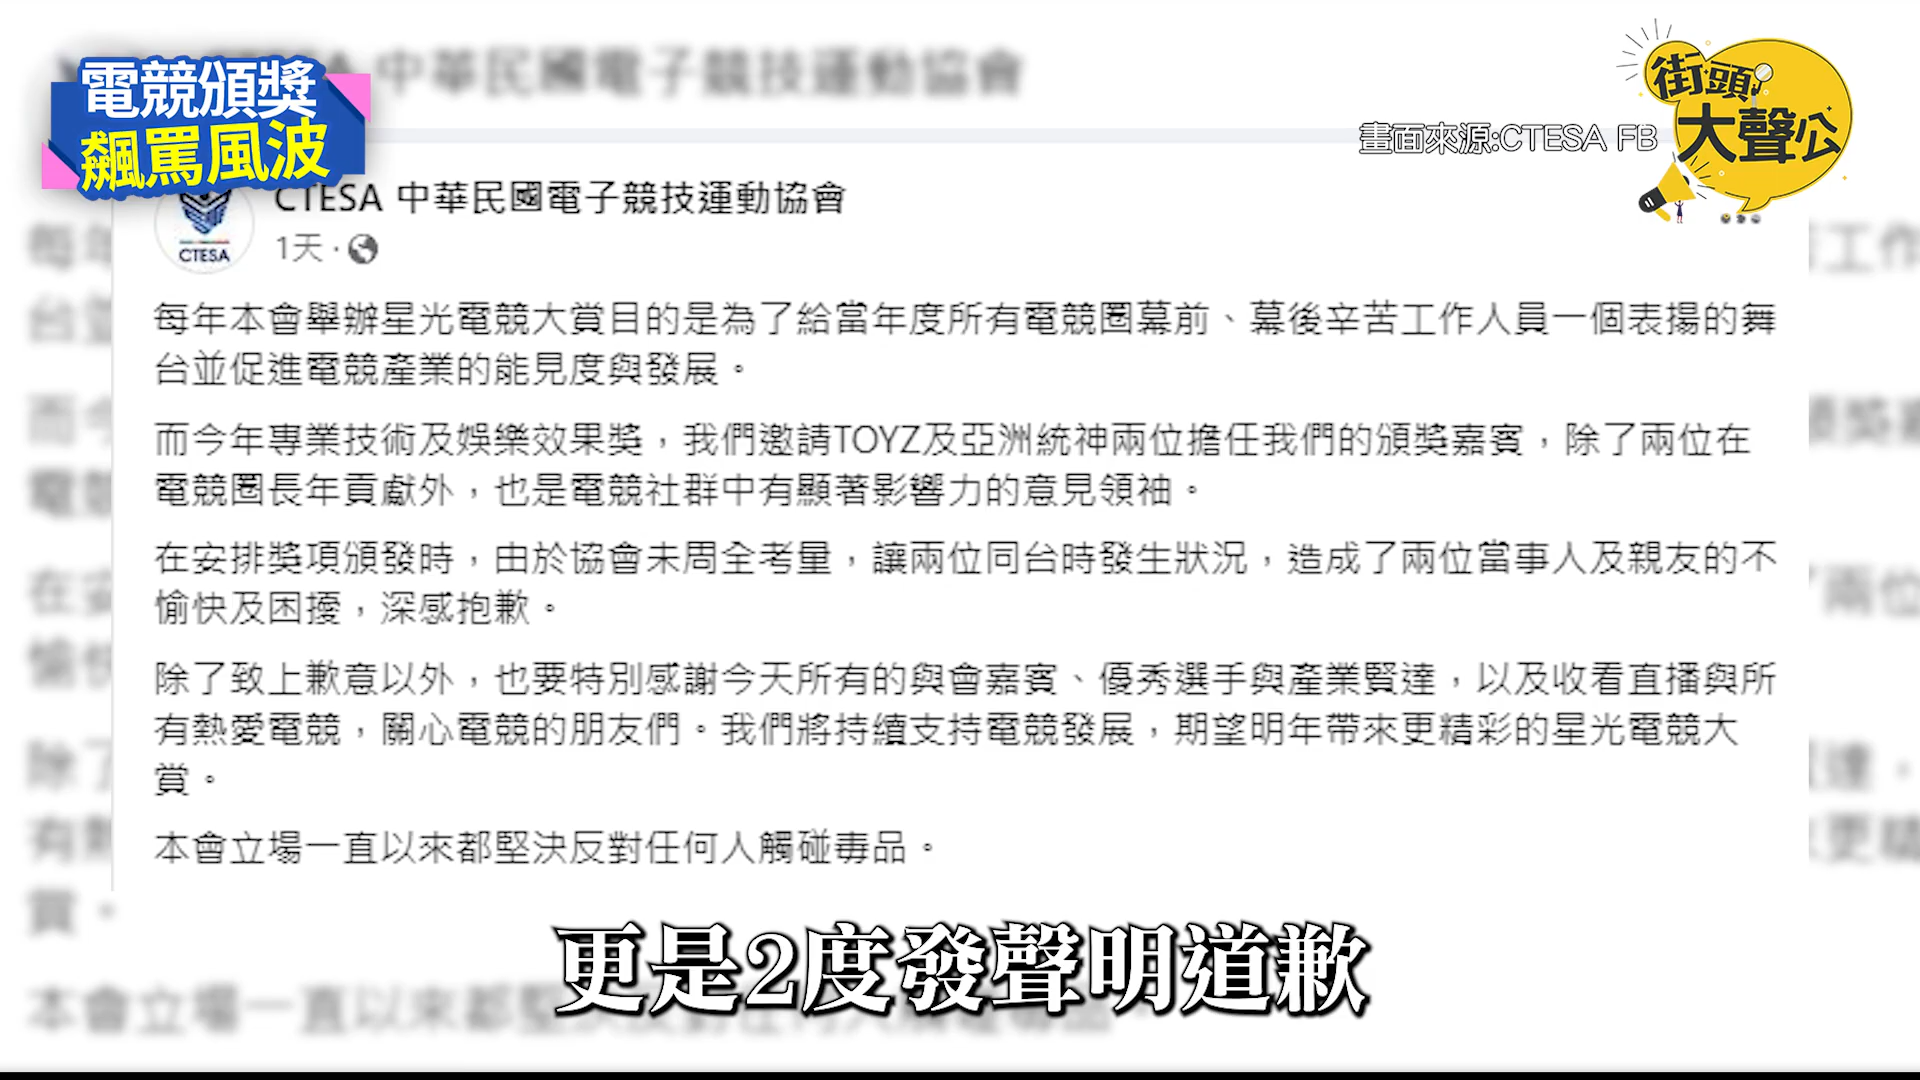 電競頒獎
飆罵風波
街頭
大聲公
畫面來源:CTESA FB
中華民國電子競技運動協會
CTESA 中華民國電子競技運動協會
CTESA
1天·
每年本會舉辦星光電競大賞目的是為了給當年度所有電競圈幕前、幕後辛苦工作人員一個表揚的舞
台並促進電競產業的能見度與發展。
而今年專業技術及娛樂效果獎，我們邀請TOYZ及亞洲統神兩位擔任我們的頒獎嘉賓，除了兩位在
電競圈長年貢獻外，也是電競社群中有顯著影響力的意見領袖。
在安排獎項頒發時，由於協會未周全考量，讓兩位同台時發生狀況，造成了兩位當事人及親友的不
愉快及困擾，深感抱歉。
除了致上歉意以外，也要特別感謝今天所有的與會嘉賓、優秀選手與產業賢達，以及收看直播與所
有熱愛電競，關心電競的朋友們。我們將持續支持電競發展，期望明年帶來更精彩的星光電競大
賞。
本會立場一直以來都堅決反對任何人觸碰毒品。
更是2度發聲明道歉